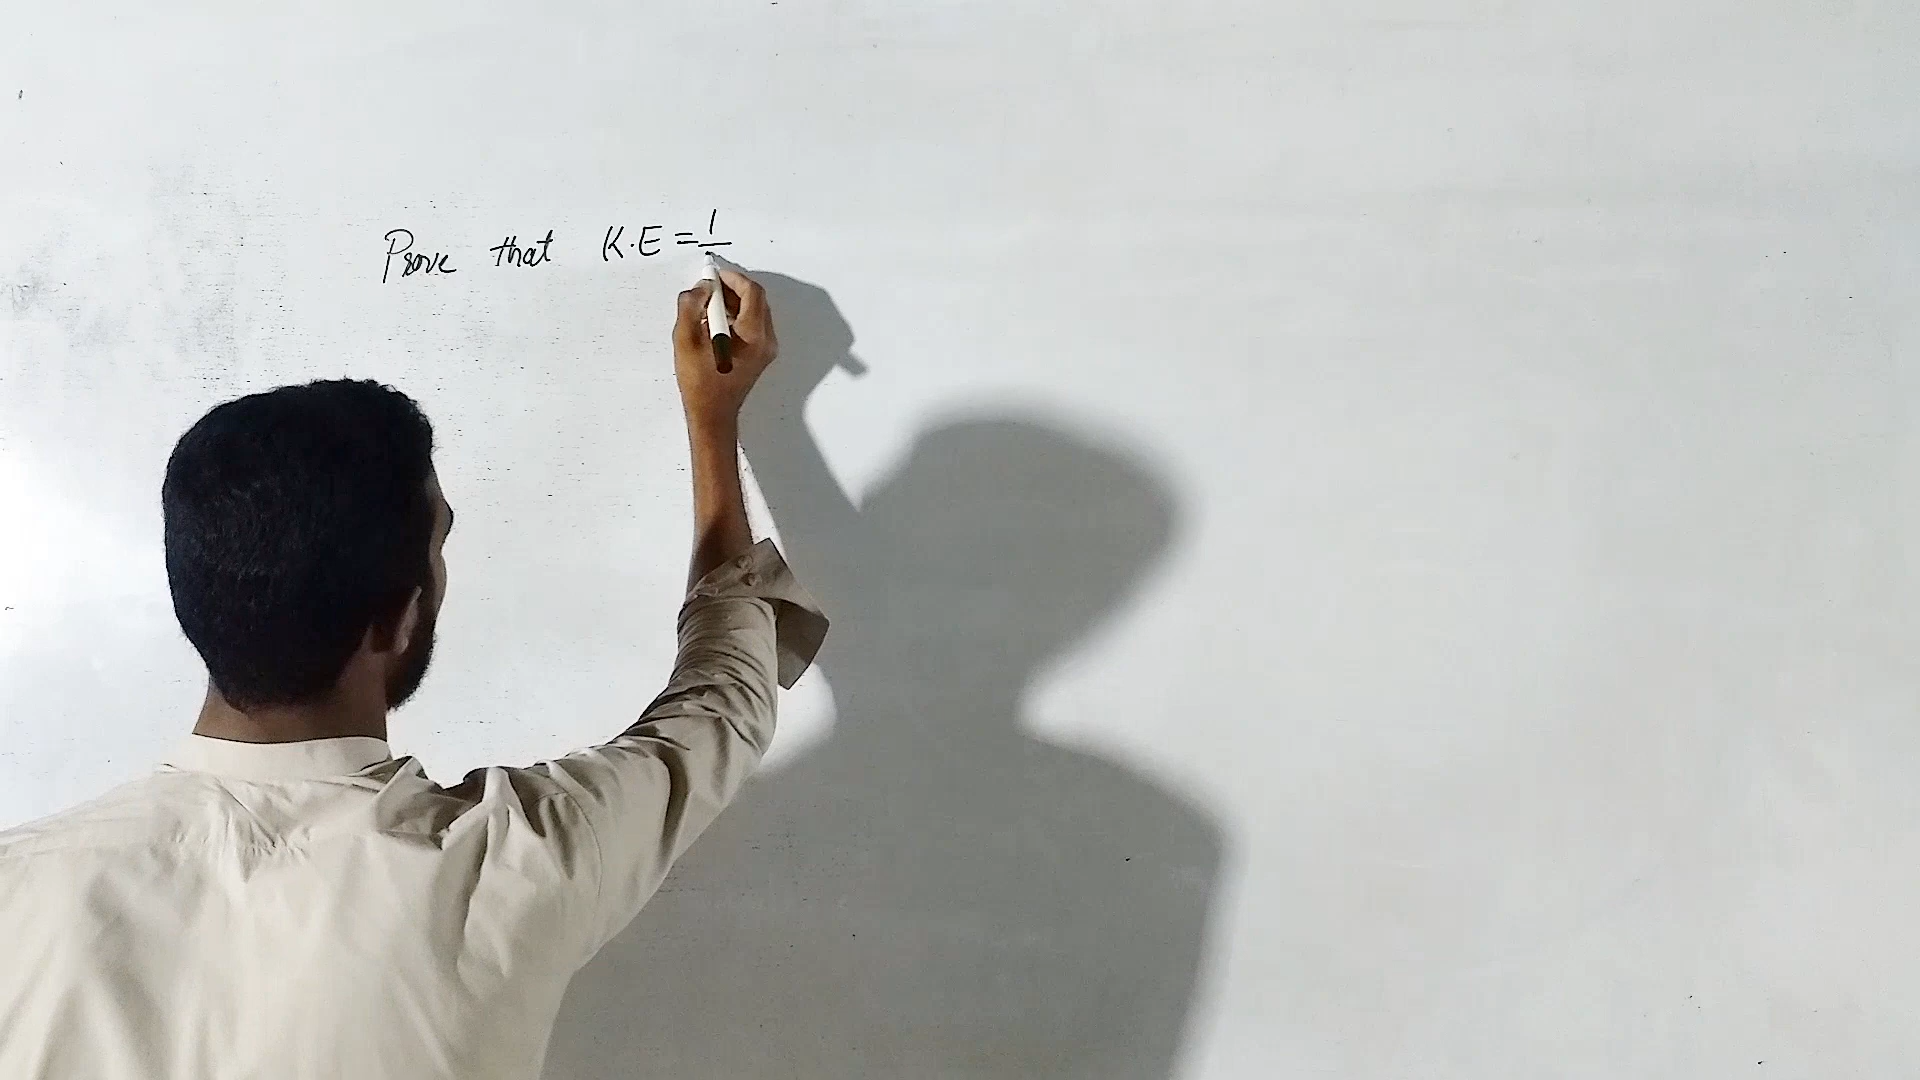 Prove that K.E = 1/